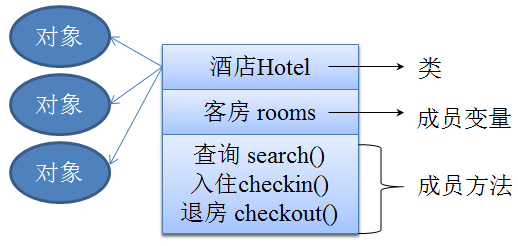 对象
对象
对象
酒店Hotel
类
客房 rooms
成员变量
查询 search()
入住checkin()
退房 checkout()
成员方法